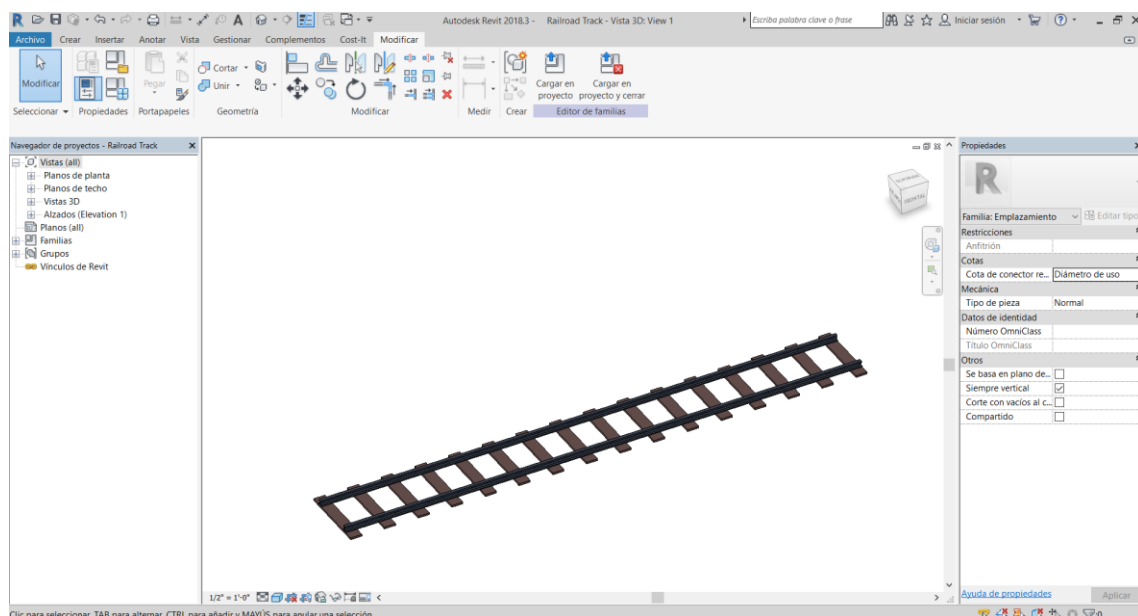 Autodesk Revit 2018.3 - Railroad Track - Vista 3D: View 1
Escriba palabra clave o frase
Iniciar sesión
Archivo Crear Insertar Anotar Vista Gestionar Complementos Cost-It Modificar
Modificar
Pegar
Cortar
Unir
Cargar en proyecto
Cargar en proyecto y cerrar
Seleccionar Propiedades Portapapeles Geometría Modificar Medir Crear Editor de familias
Navegador de proyectos - Railroad Track
Vistas (all)
Planos de planta
Planos de techo
Vistas 3D
Alzados (Elevation 1)
Planos (all)
Familias
Grupos
Vínculos de Revit
FRONTAL
1/2" = 1'-0"
Propiedades
R
Familia: Emplazamiento Editar tipo
Restricciones
Anfitrión
Cotas
Cota de conector re... Diámetro de uso
Mecánica
Tipo de pieza Normal
Datos de identidad
Número OmniClass
Título OmniClass
Otros
Se basa en plano de...
Siempre vertical
Corte con vacíos al c...
Compartido
Ayuda de propiedades Aplicar
Clic para seleccionar, TAB para alternar, CTRL para añadir y MAYÚS para anular una selección.
:0